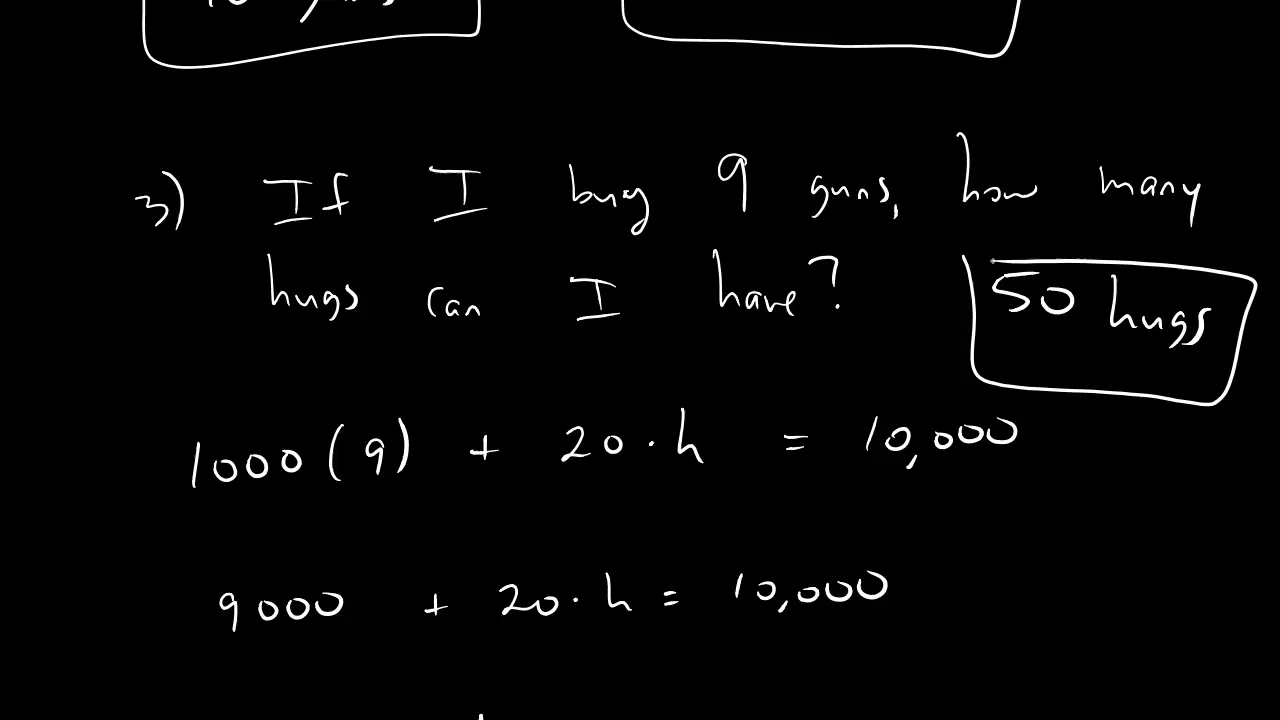 3) If I buy 9 guns, how many
hugs can I have? 50 hugs
1000(9) + 20·h = 10,000
9000 + 20·h = 10,000